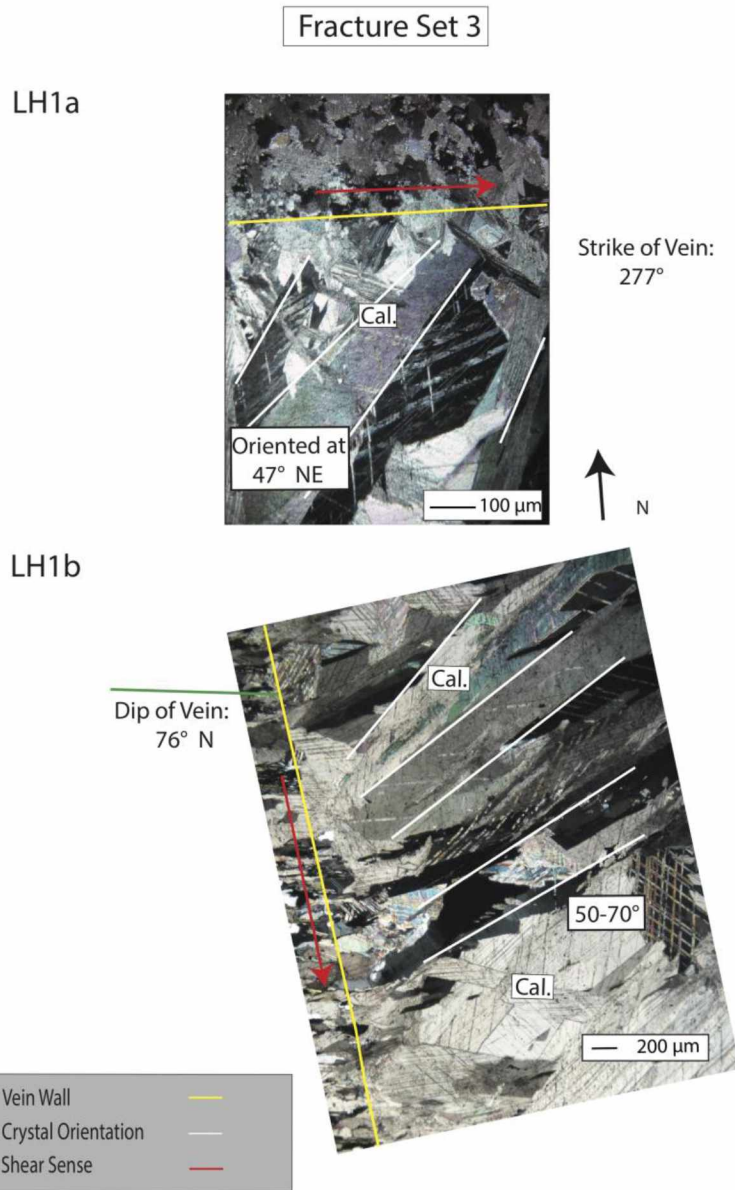 Fracture Set 3
LH1a
Strike of Vein:
277°
Cal.
Oriented at
47° NE
100 µm
N
LH1b
Cal.
Dip of Vein:
76° N
50-70°
Cal.
200 µm
Vein Wall
Crystal Orientation
Shear Sense